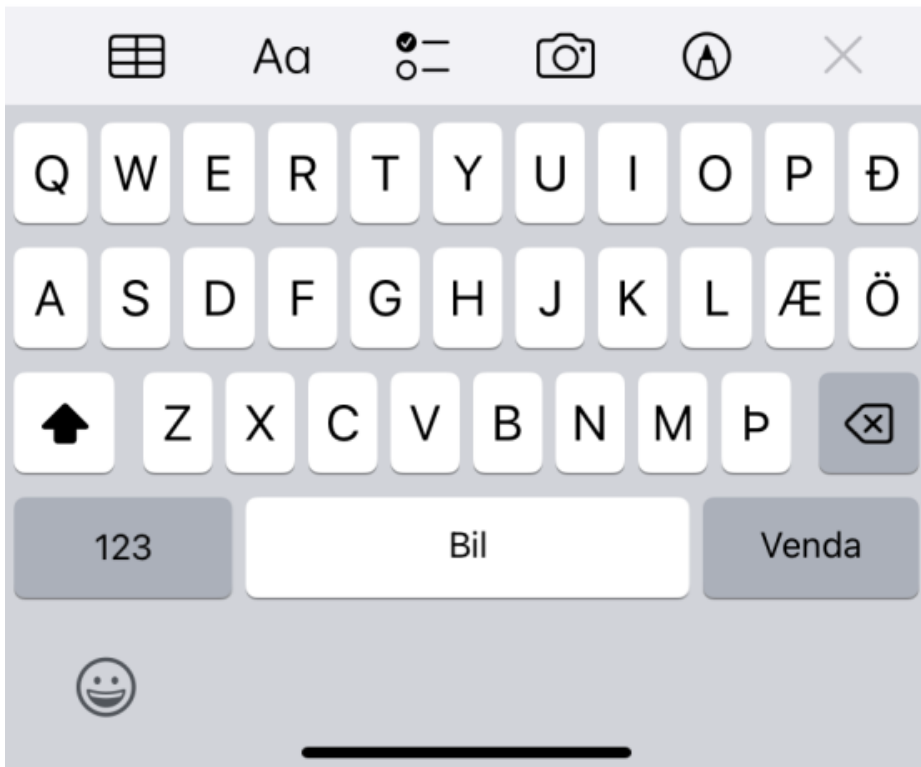 Aa
Q W E R T Y U I O P Ð
A S D F G H J K L Æ Ö
Z X C V B N M Þ
123 Bil Venda